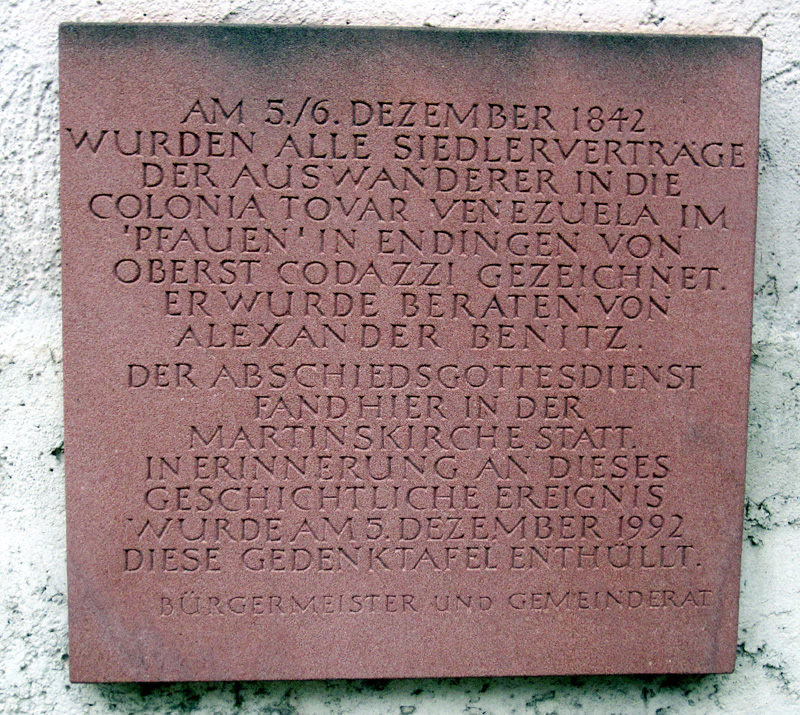 AM 5./6. DEZEMBER 1842
WURDEN ALLE SIEDLERVERTRÄGE
DER AUSWANDERER IN DIE
COLONIA TOVAR VENEZUELA IM
'PFAUEN' IN ENDINGEN VON
OBERST CODAZZI GEZEICHNET.
ER WURDE BERATEN VON
ALEXANDER BENITZ.
DER ABSCHIEDSGOTTESDIENST
FAND HIER IN DER
MARTINSKIRCHE STATT.
IN ERINNERUNG AN DIESES
GESCHICHTLICHE EREIGNIS
WURDE AM 5. DEZEMBER 1992
DIESE GEDENKTAFEL ENTHÜLLT.
BÜRGERMEISTER UND GEMEINDERAT